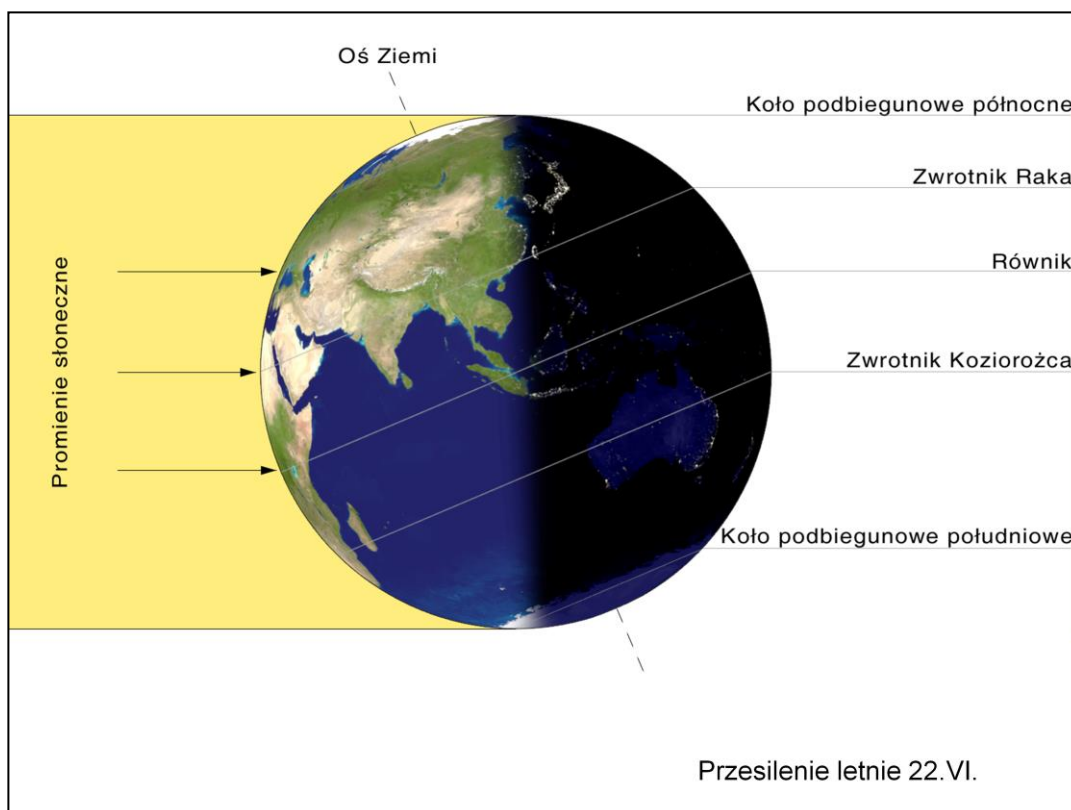 Oś Ziemi
Koło podbiegunowe północne
Zwrotnik Raka
Równik
Promienie słoneczne
Zwrotnik Koziorożca
Koło podbiegunowe południowe
Przesilenie letnie 22.VI.